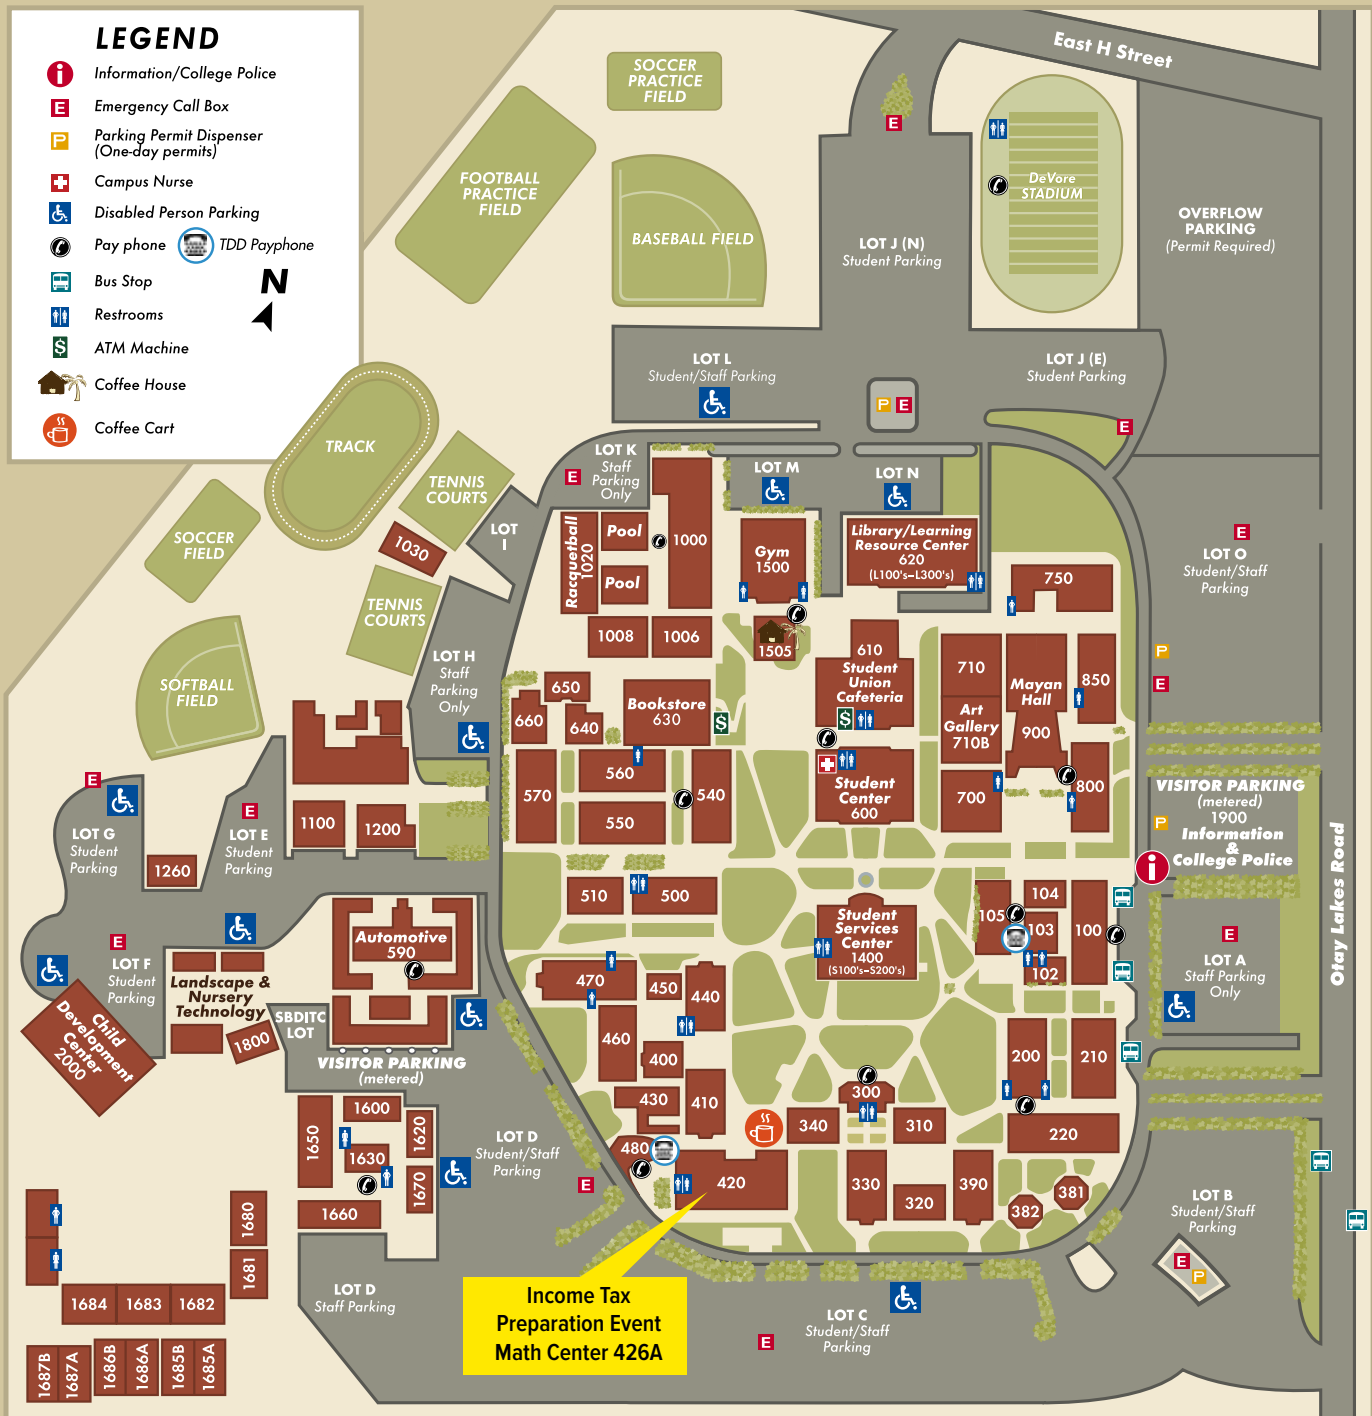 LEGEND
Information/College Police
E
Emergency Call Box
P
Parking Permit Dispenser
(One-day permits)
Campus Nurse
Disabled Person Parking
Pay phone
TDD Payphone
Bus Stop
N
Restrooms
$
ATM Machine
Coffee House
Coffee Cart
East H Street
SOCCER
PRACTICE
FIELD
FOOTBALL
PRACTICE
FIELD
BASEBALL FIELD
E
LOT J (N)
Student Parking
DeVore
STADIUM
OVERFLOW
PARKING
(Permit Required)
LOT L
Student/Staff Parking
P
E
LOT J (E)
Student Parking
E
TRACK
TENNIS
COURTS
SOCCER
FIELD
1030
LOT
I
E
LOT K
Staff
Parking
Only
LOT M
LOT N
TENNIS
COURTS
SOFTBALL
FIELD
LOT H
Staff
Parking
Only
Racquetball
1020
Pool
Pool
1000
1008
1006
Gym
1500
1505
Library/Learning
Resource Center
620
(L100's–L300's)
750
E
LOT O
Student/Staff
Parking
P
E
610
Student
Union
Cafeteria
$
710
Art
Gallery
710B
Mayan
Hall
900
850
650
660
640
Bookstore
630
$
570
560
550
540
Student
Center
600
700
800
VISITOR PARKING
(metered)
1900
Information
&
College Police
P
Otay Lakes Road
1100
1200
E
LOT G
Student
Parking
E
LOT E
Student
Parking
1260
510
500
Student
Services
Center
1400
(S100's–S200's)
105
104
103
102
100
E
LOT A
Staff Parking
Only
Automotive
590
E
LOT F
Student
Parking
Landscape &
Nursery
Technology
1800
SBDITC
LOT
Child
Development
Center
2000
VISITOR PARKING
(metered)
470
450
440
460
400
430
410
480
420
200
210
220
300
340
310
330
320
390
382
381
1650
1600
1620
1630
1670
1660
LOT D
Student/Staff
Parking
E
1680
1681
1684
1683
1682
1687B
1687A
1686B
1686A
1685B
1685A
LOT D
Staff Parking
LOT B
Student/Staff
Parking
E
P
Income Tax
Preparation Event
Math Center 426A
E
LOT C
Student/Staff
Parking